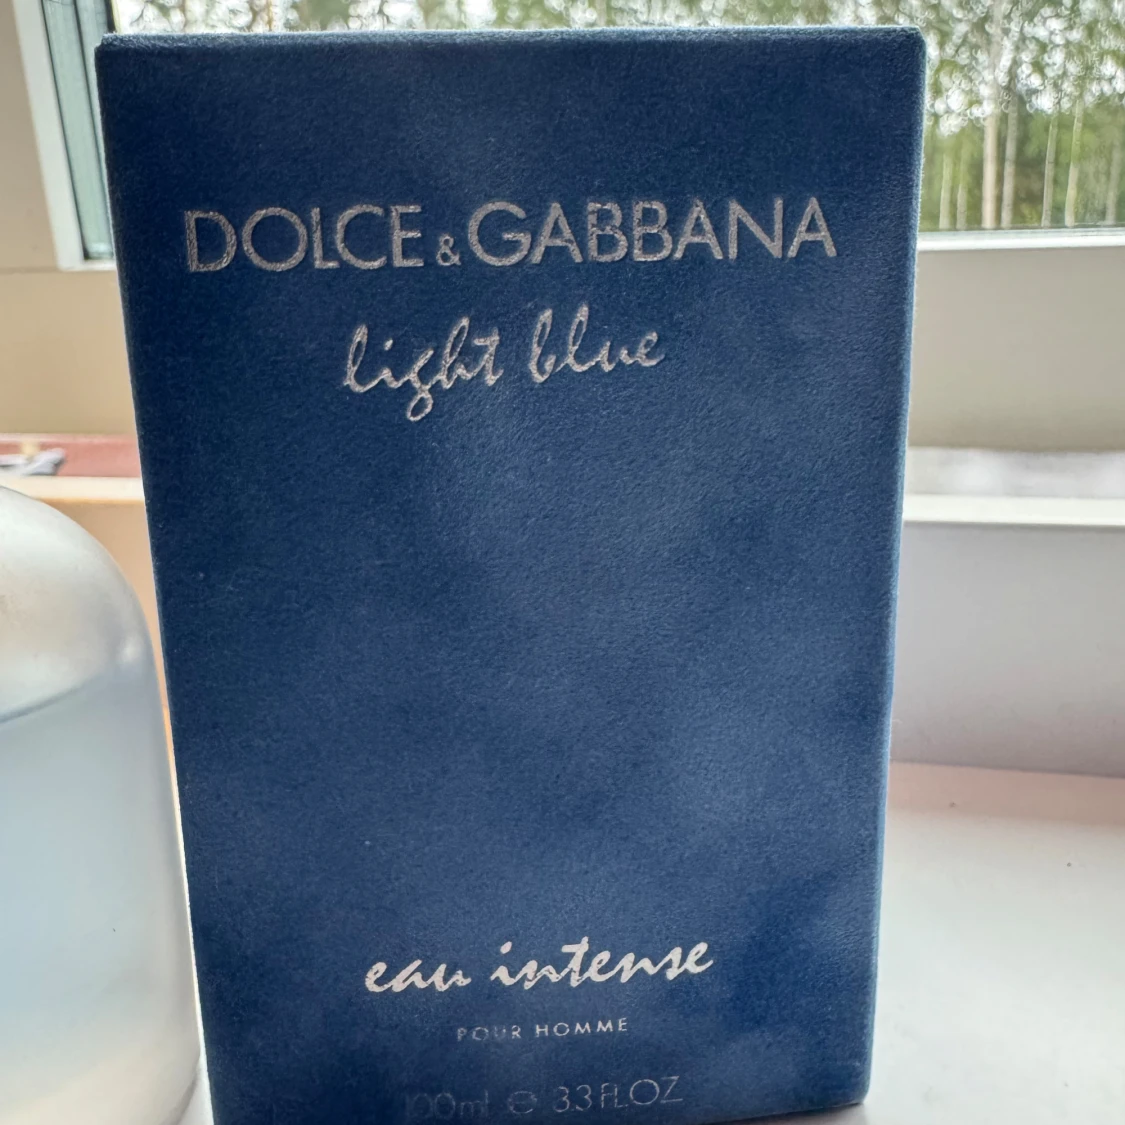 DOLCE & GABBANA
light blue
eau intense
POUR HOMME
100ml e 3.3 FL.OZ